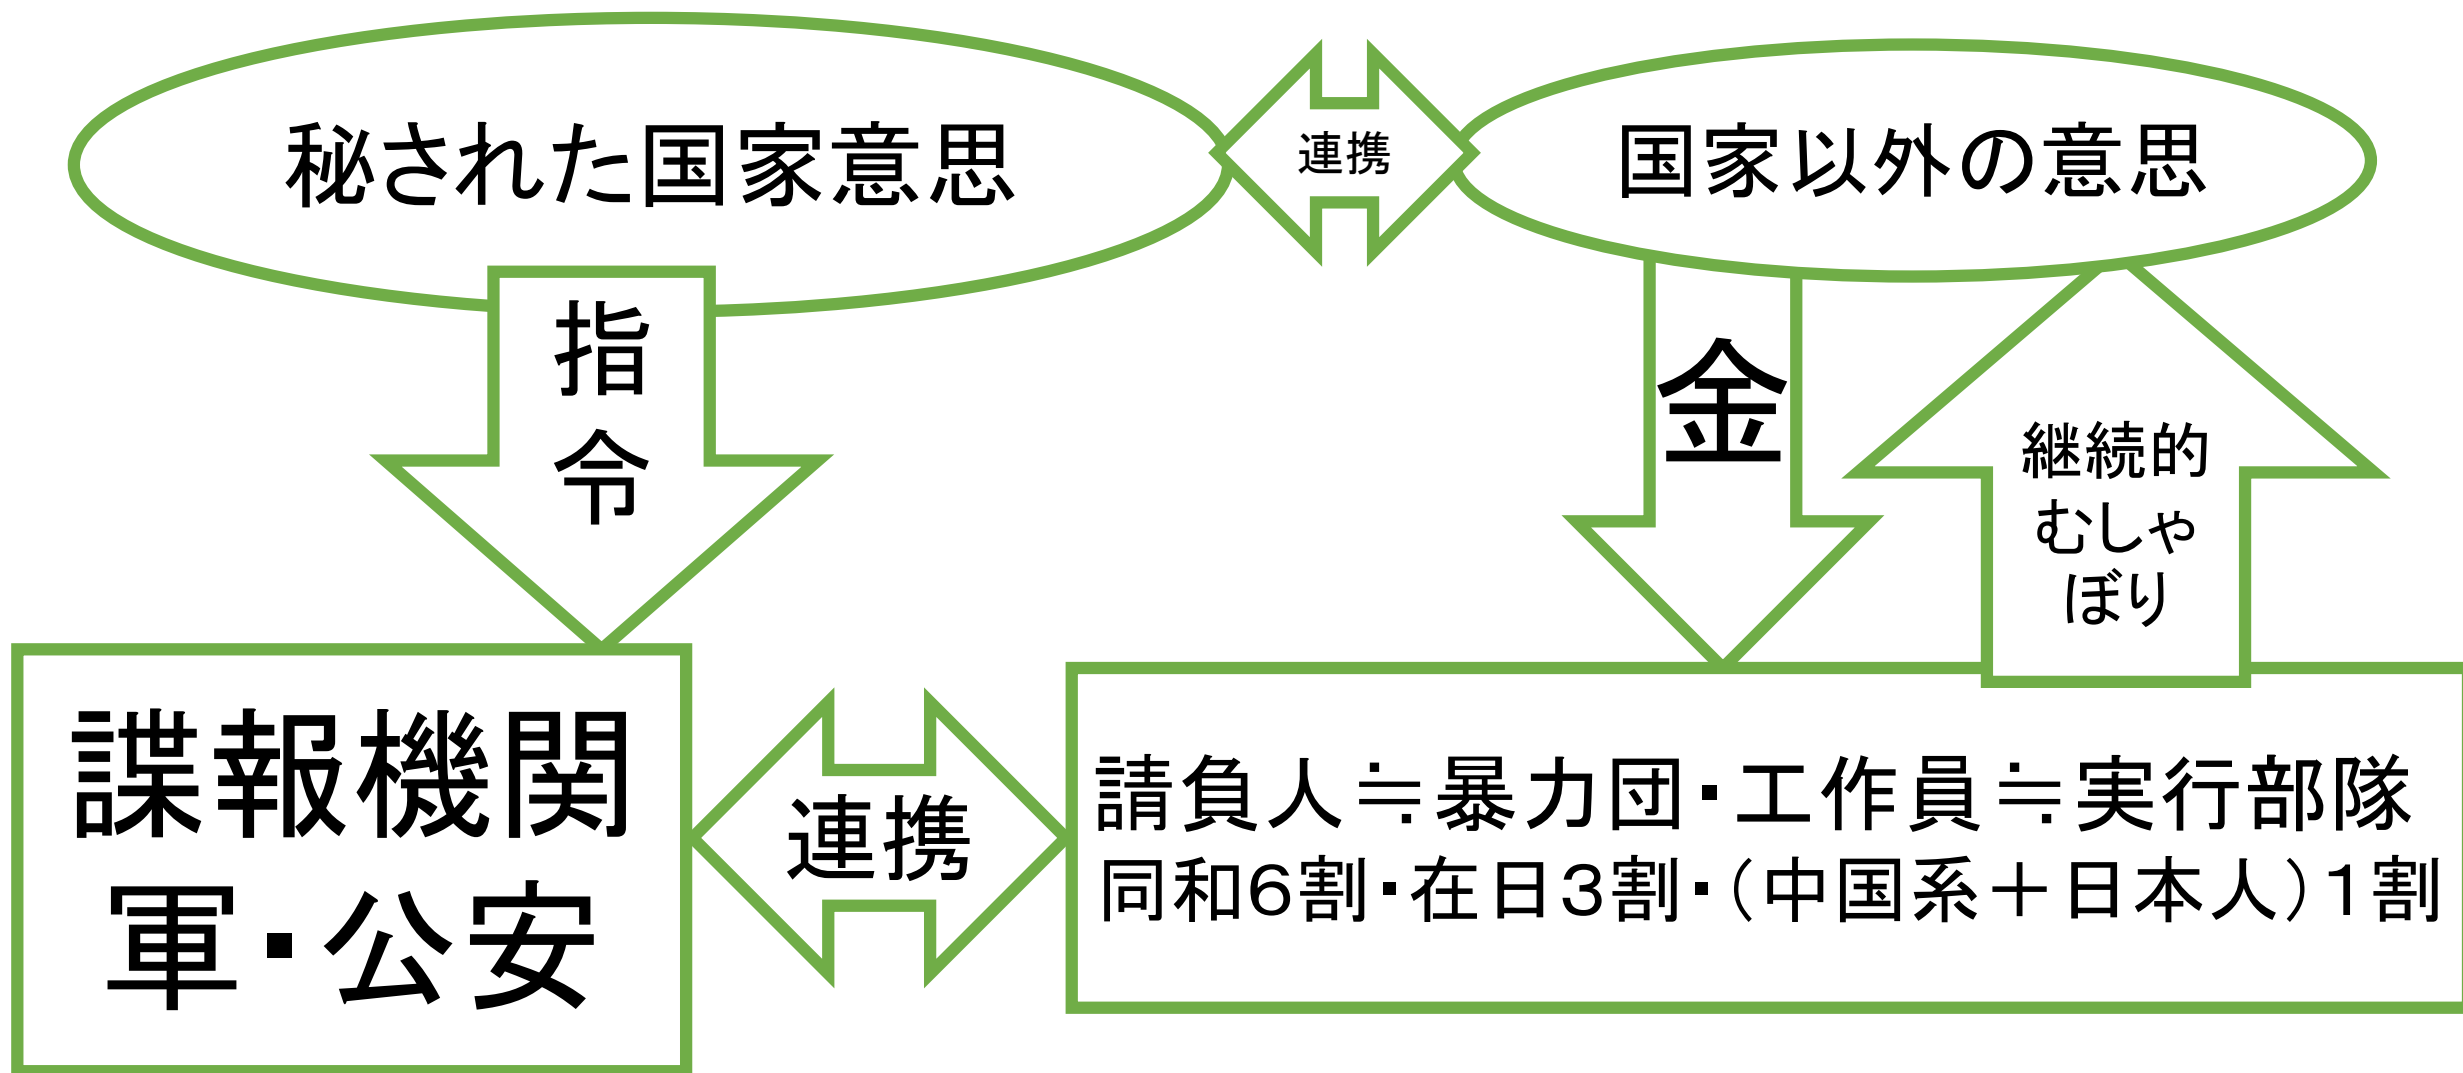 秘された国家意思
連携
国家以外の意思
指
令
金
継続的
むしゃ
ぼり
諜報機関
軍・公安
連携
請負人≒暴力団・工作員≒実行部隊
同和6割・在日3割・（中国系＋日本人）1割